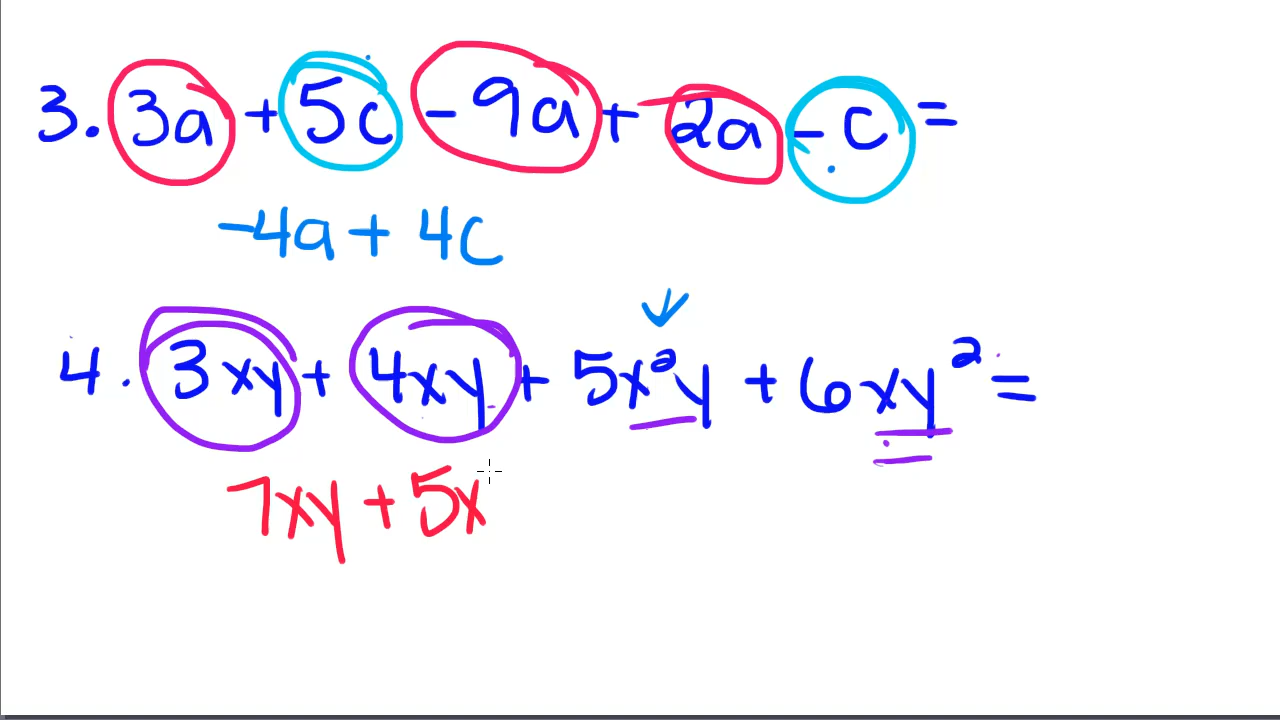 3. 3a + 5c - 9a + 2a - c =
-4a + 4c
4. 3xy + 4xy + 5x²y + 6xy² =
7xy + 5x